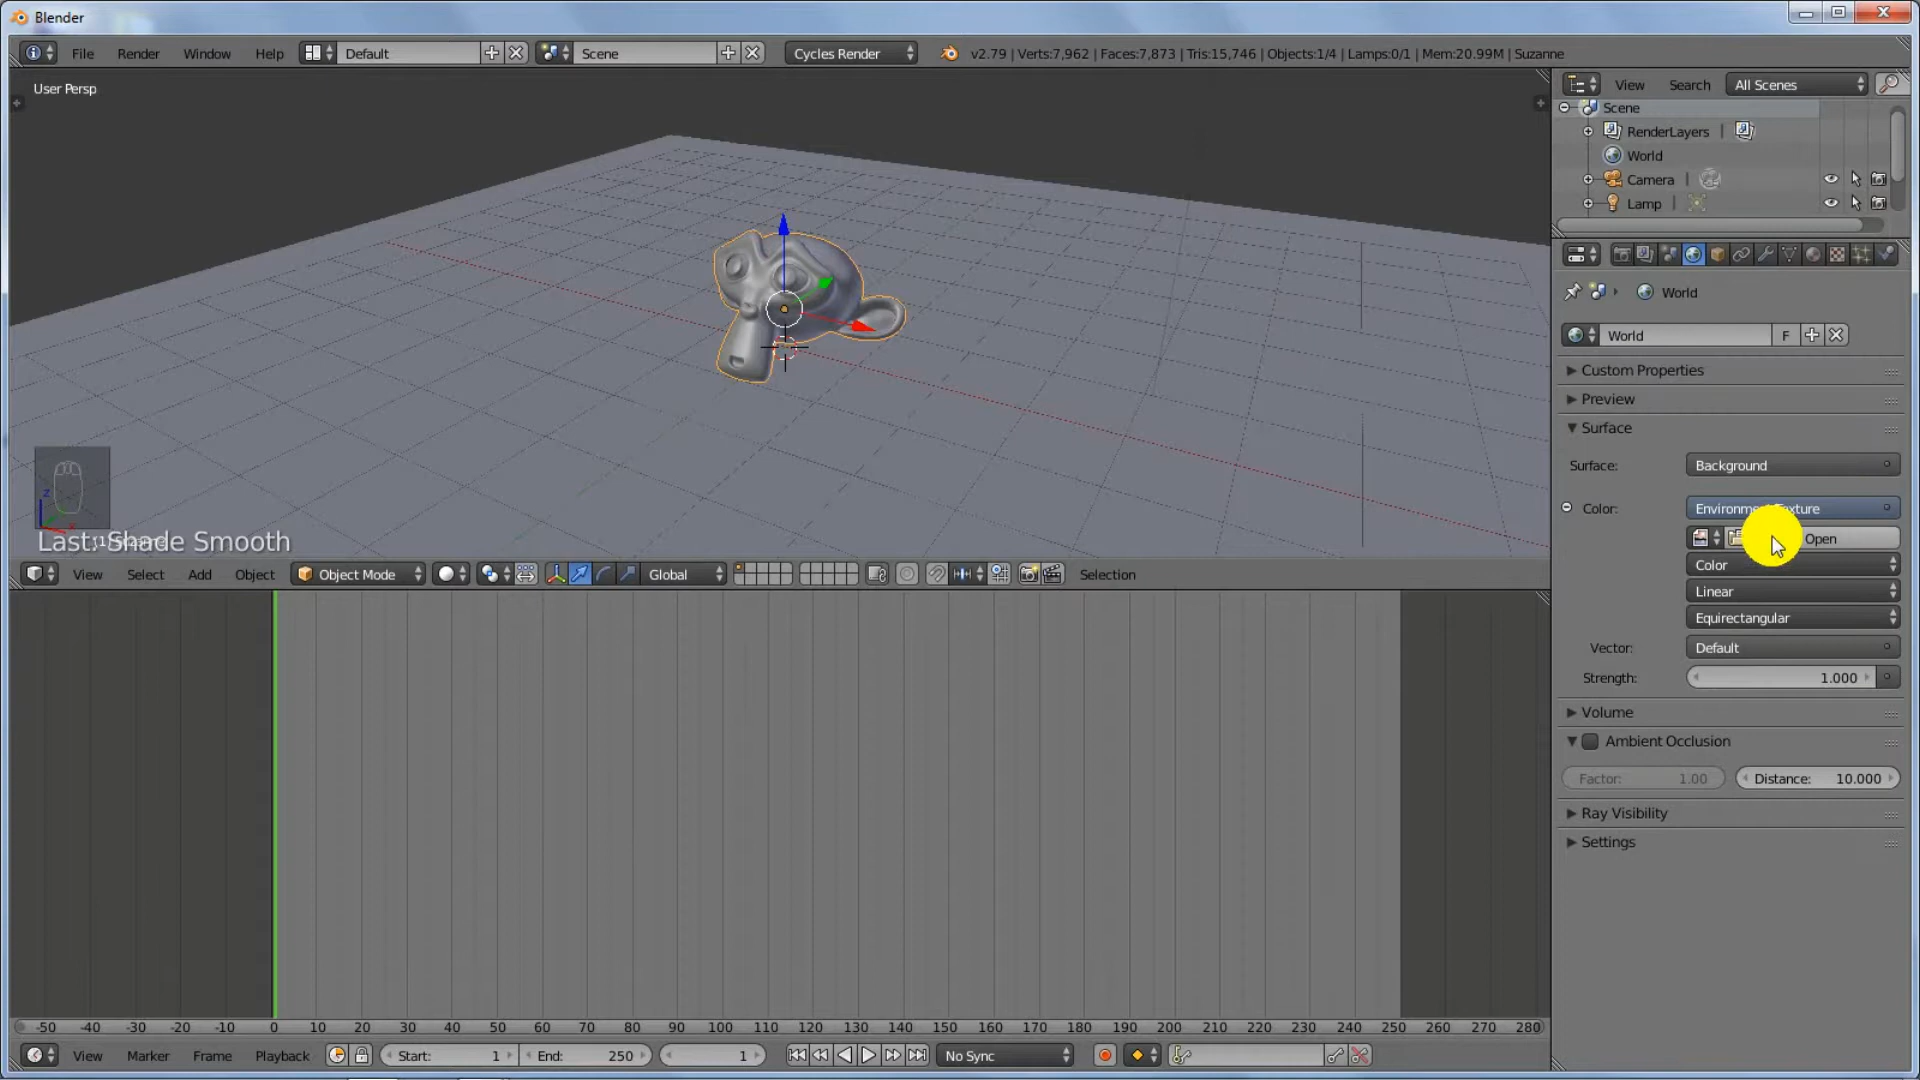 Blender
File Render Window Help Default Scene Cycles Render v2.79 | Verts:7,962 | Faces:7,873 | Tris:15,746 | Objects:1/4 | Lamps:0/1 | Mem:20.99M | Suzanne
User Persp
View Search All Scenes
Scene
RenderLayers
World
Camera
Lamp
World
World F
Custom Properties
Preview
Surface
Surface: Background
Color:
Open
Color
Linear
Equirectangular
Vector: Default
Strength: 1.000
Volume
Ambient Occlusion
Factor: 1.00 Distance: 10.000
Ray Visibility
Settings
z
x
Last: Shade Smooth
View Select Add Object Object Mode Global Selection
-50 -40 -30 -20 -10 0 10 20 30 40 50 60 70 80 90 100 110 120 130 140 150 160 170 180 190 200 210 220 230 240 250 260 270 280
View Marker Frame Playback Start: 1 End: 250 1 No Sync